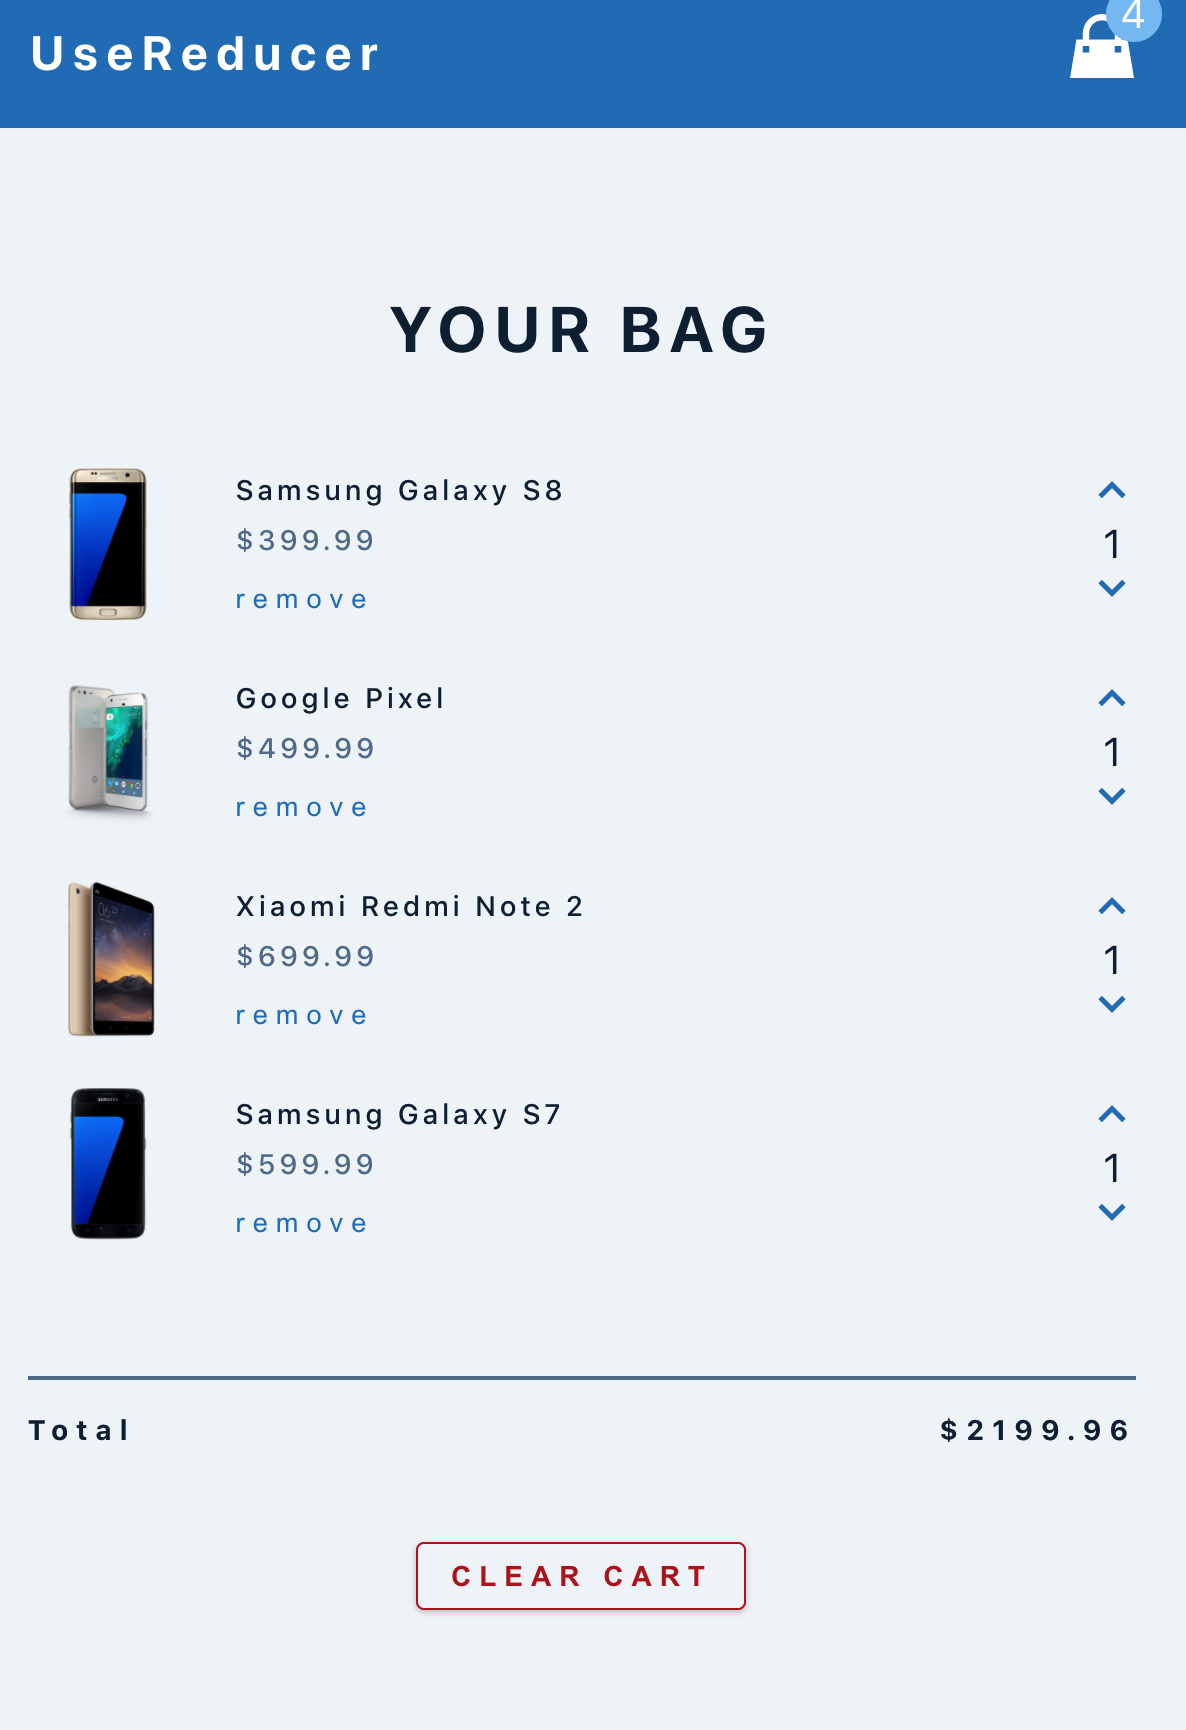 UseReducer
4
YOUR BAG
Samsung Galaxy S8
$399.99
remove
1
Google Pixel
$499.99
remove
1
Xiaomi Redmi Note 2
$699.99
remove
1
Samsung Galaxy S7
$599.99
remove
1
Total
$2199.96
CLEAR CART